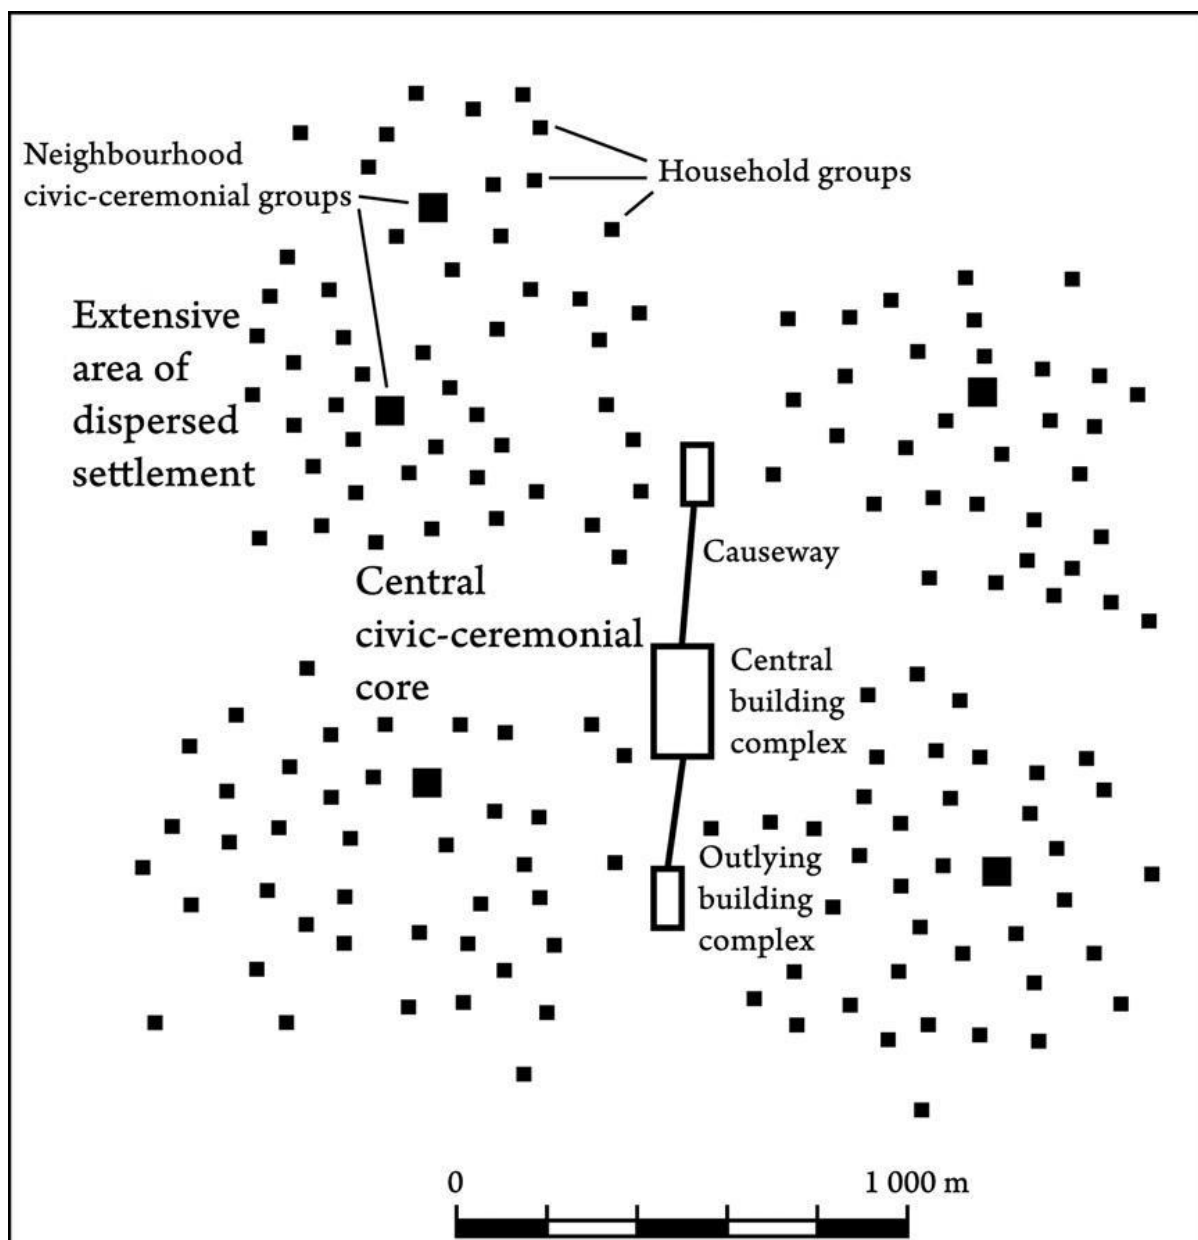 Neighbourhood
civic-ceremonial groups
Household groups
Extensive
area of
dispersed
settlement
Causeway
Central
civic-ceremonial
core
Central
building
complex
Outlying
building
complex
0
1 000 m